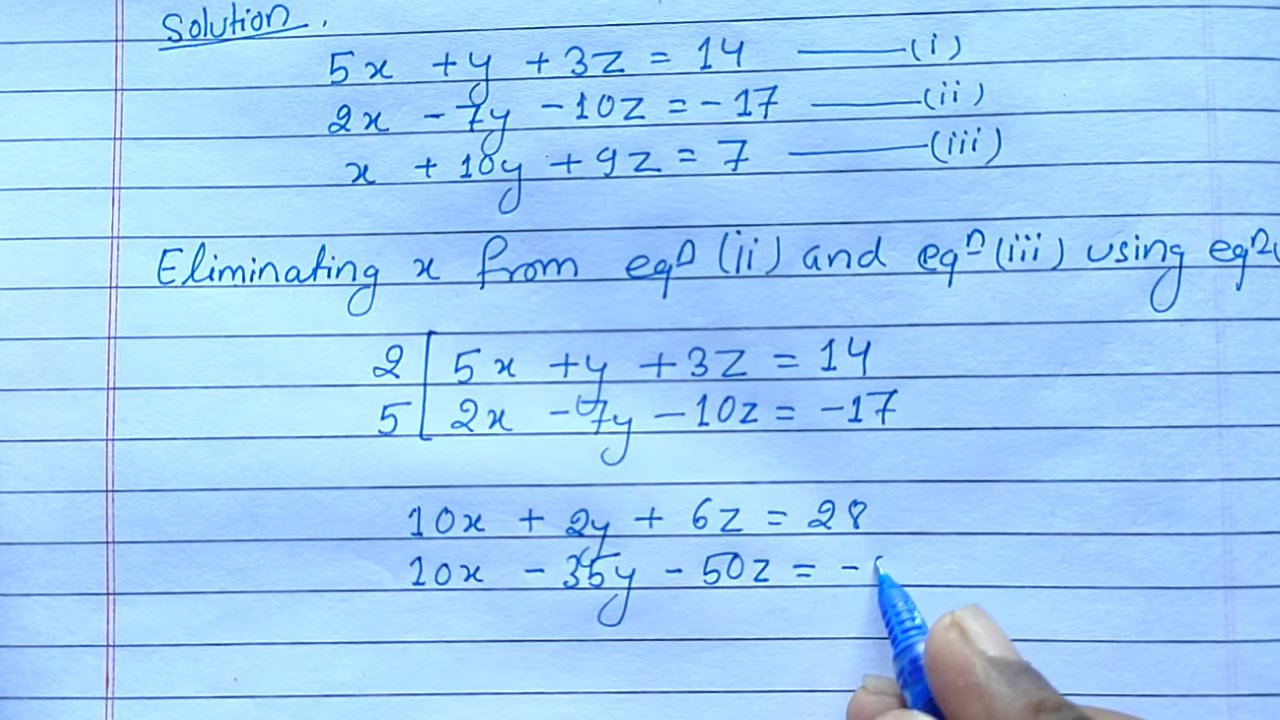 Solution.
5x + y + 3z = 14 ——— (i)
2x - 7y - 10z = -17 ——— (ii)
x + 10y + 9z = 7 ——— (iii)
Eliminating x from eqⁿ (ii) and eqⁿ (iii) using eqⁿ (
2 | 5x + y + 3z = 14
5 | 2x - 7y - 10z = -17
10x + 2y + 6z = 28
10x - 35y - 50z = -